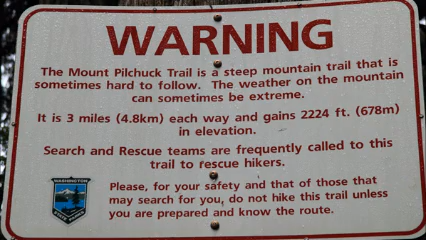 WARNING
The Mount Pilchuck Trail is a steep mountain trail that is
sometimes hard to follow. The weather on the mountain
can sometimes be extreme.
It is 3 miles (4.8km) each way and gains 2224 ft. (678m)
in elevation.
Search and Rescue teams are frequently called to this
trail to rescue hikers.
WASHINGTON
STATE PARKS
Please, for your safety and that of those that
may search for you, do not hike this trail unless
you are prepared and know the route.